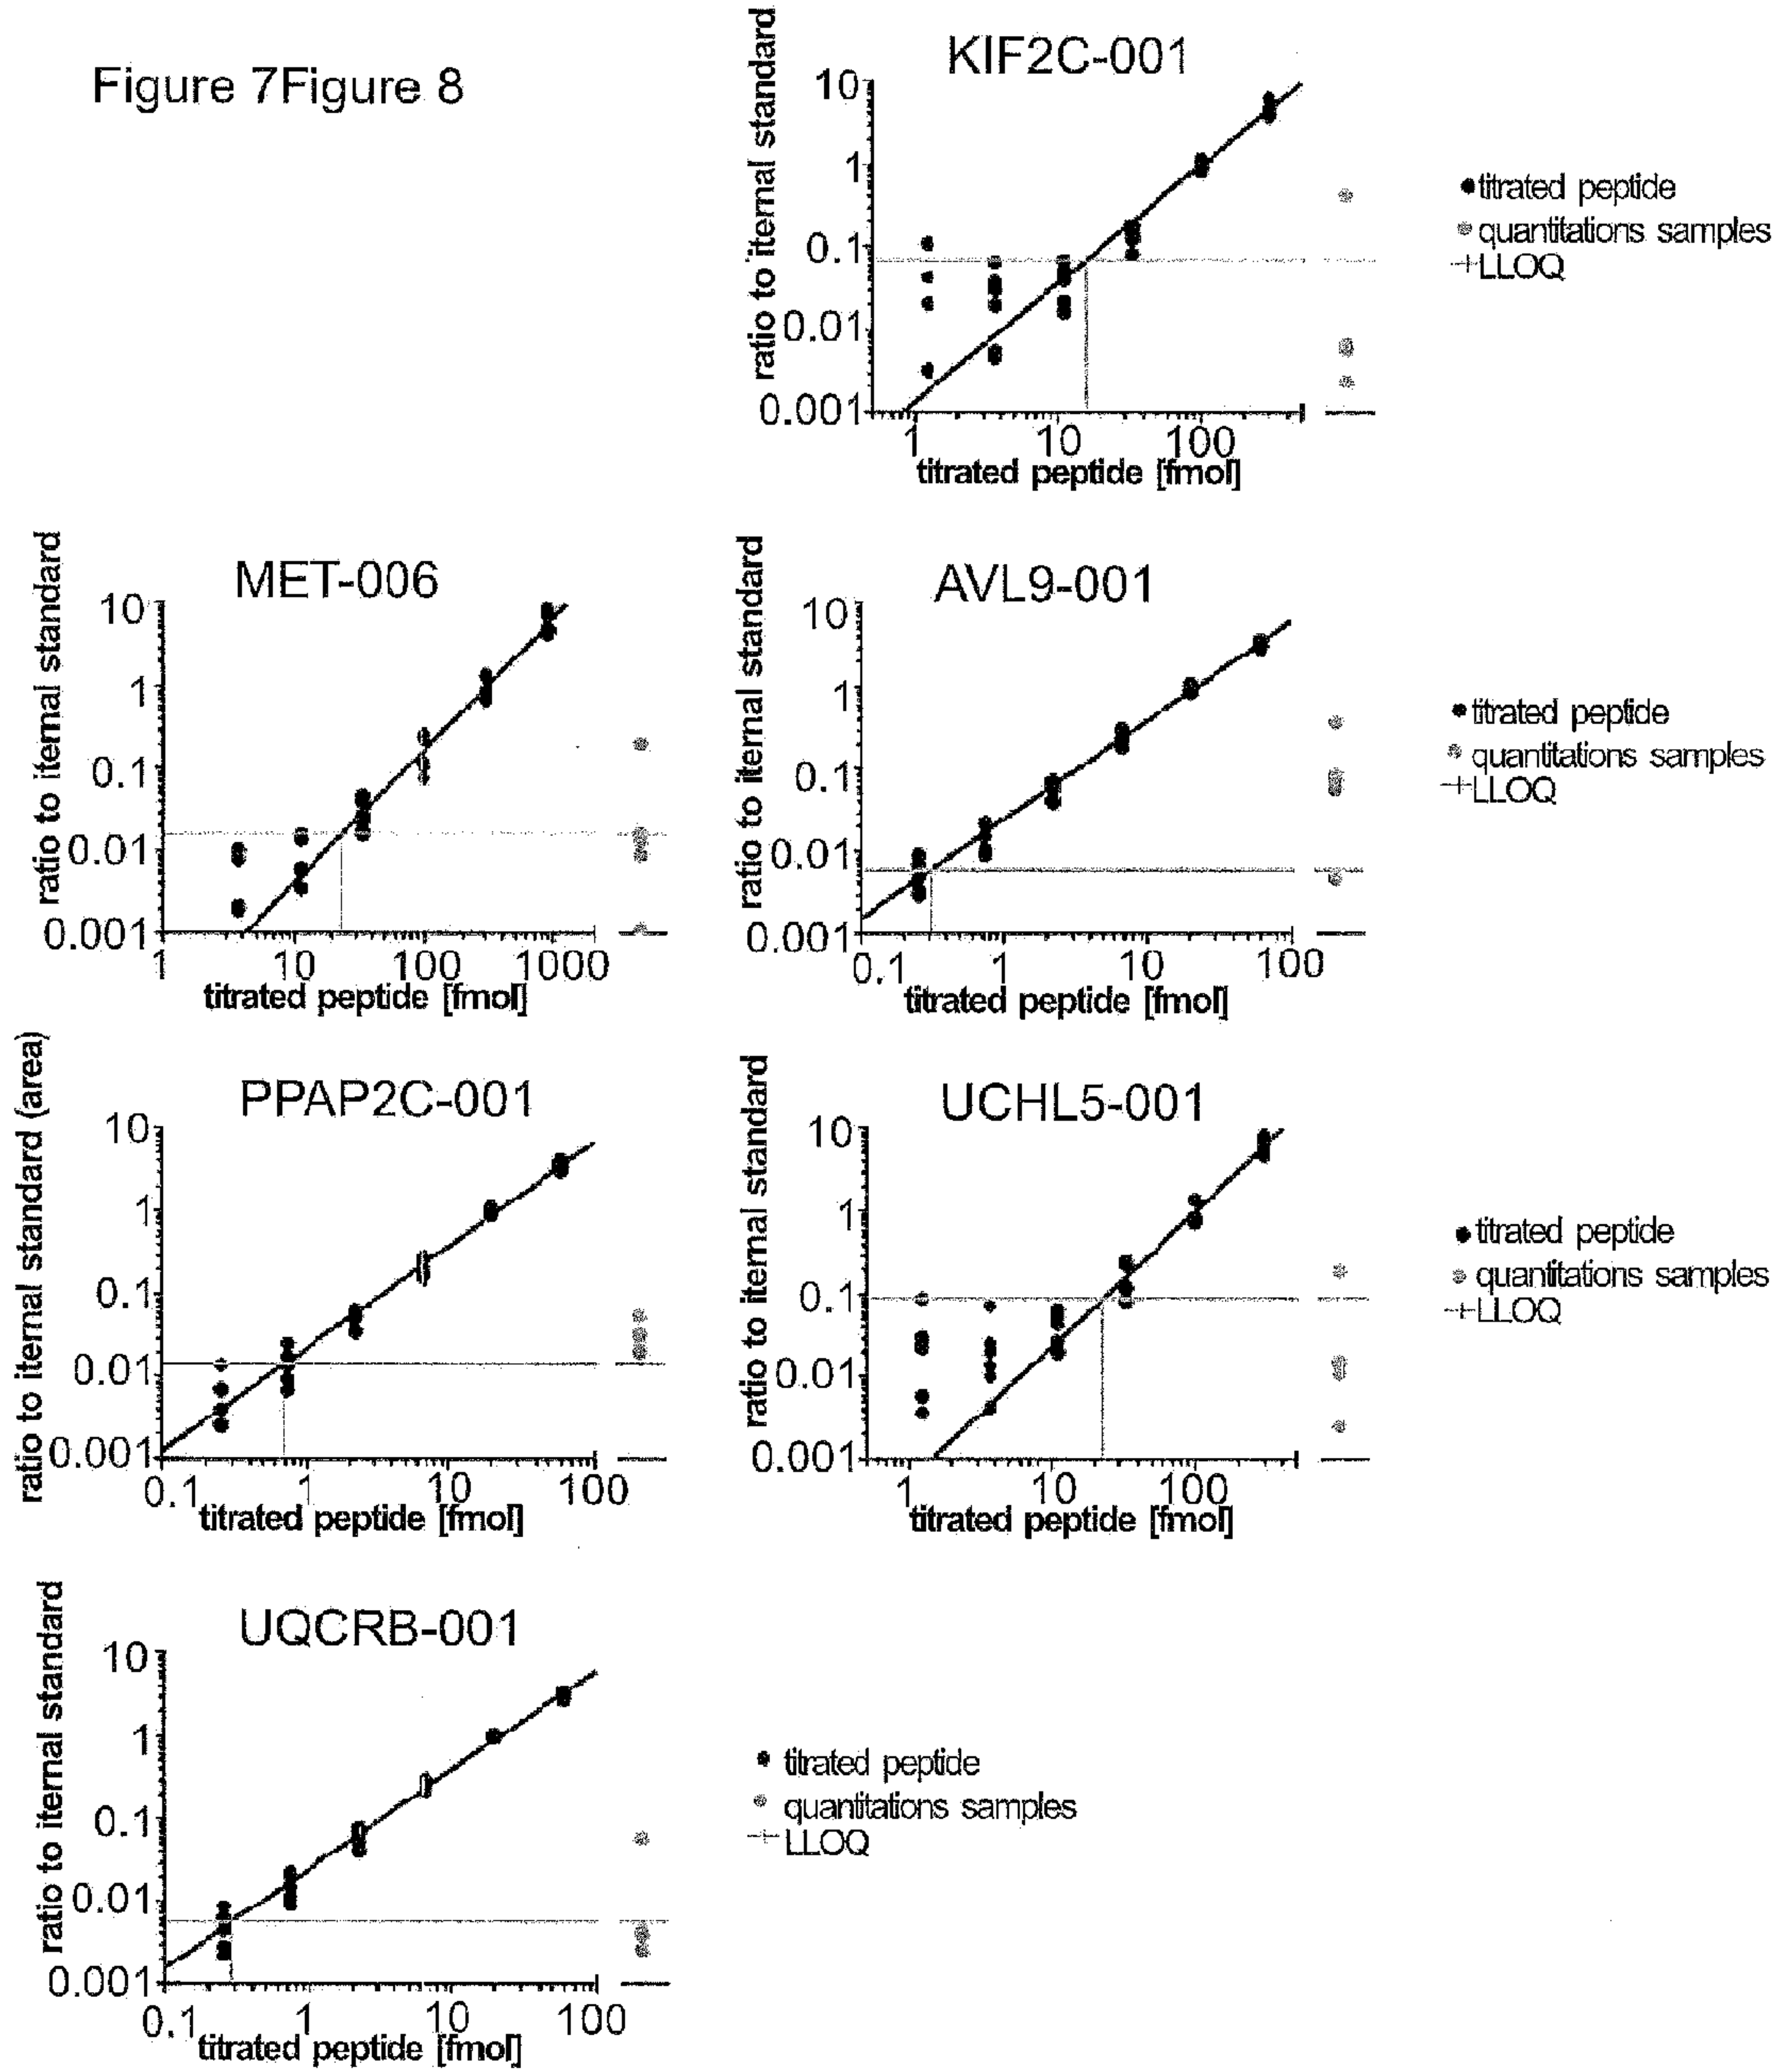 Figure 7Figure 8
KIF2C-001
ratio to iternal standard
10
1
0.1
0.01
0.001
1
10
100
titrated peptide [fmol]
titrated peptide
quantitations samples
LLOQ
MET-006
ratio to iternal standard
10
1
0.1
0.01
0.001
1
10
100
1000
titrated peptide [fmol]
AVL9-001
ratio to iternal standard
10
1
0.1
0.01
0.001
0.1
1
10
100
titrated peptide [fmol]
titrated peptide
quantitations samples
LLOQ
PPAP2C-001
ratio to iternal standard (area)
10
1
0.1
0.01
0.001
0.1
1
10
100
titrated peptide [fmol]
UCHL5-001
ratio to iternal standard
10
1
0.1
0.01
0.001
1
10
100
titrated peptide [fmol]
titrated peptide
quantitations samples
LLOQ
UQCRB-001
ratio to iternal standard
10
1
0.1
0.01
0.001
0.1
1
10
100
titrated peptide [fmol]
titrated peptide
quantitations samples
LLOQ